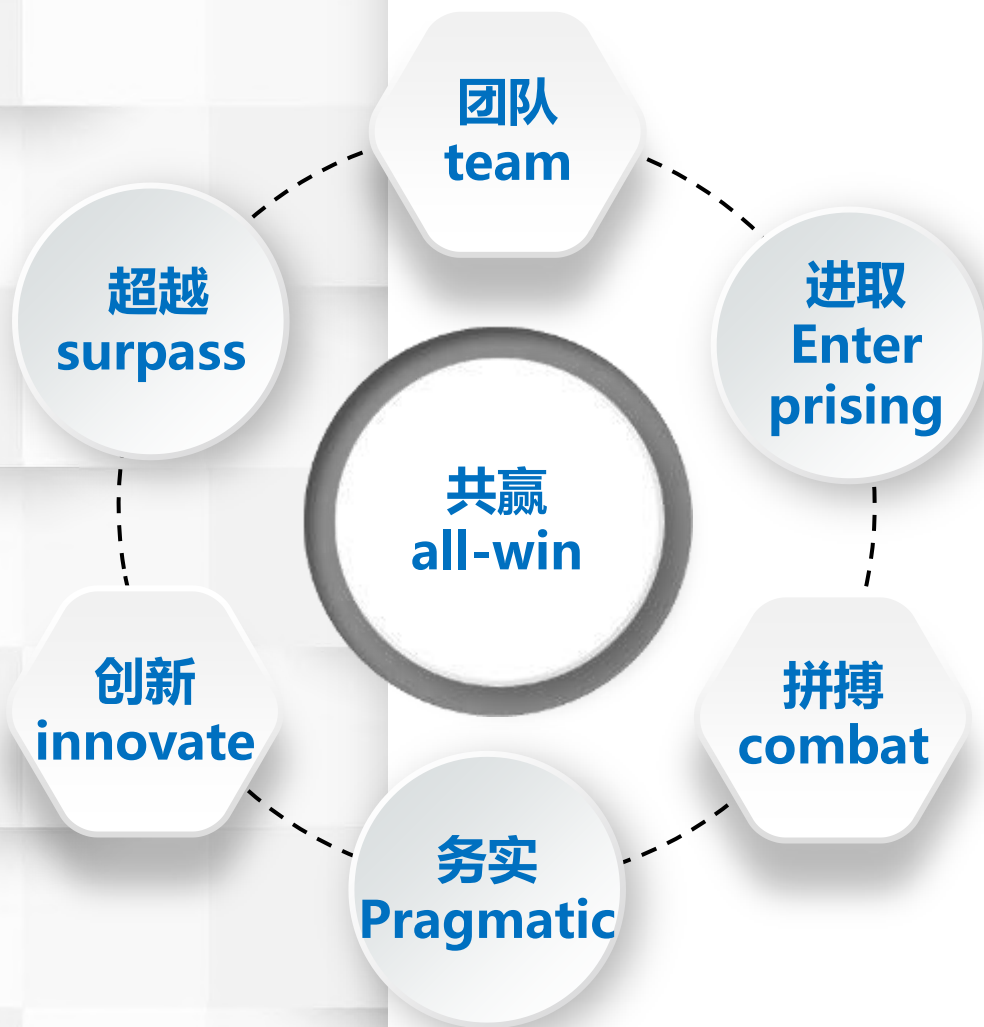 团队
team
超越
surpass
进取
Enter
prising
共赢
all-win
创新
innovate
拼搏
combat
务实
Pragmatic